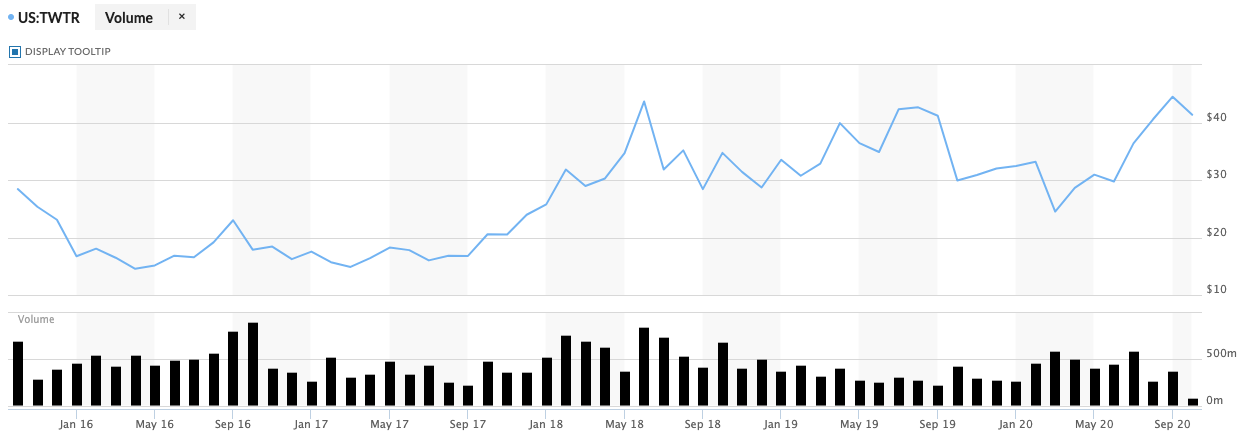 US:TWTR Volume ×
DISPLAY TOOLTIP
$40
$30
$20
$10
Volume
500m
0m
Jan 16 May 16 Sep 16 Jan 17 May 17 Sep 17 Jan 18 May 18 Sep 18 Jan 19 May 19 Sep 19 Jan 20 May 20 Sep 20